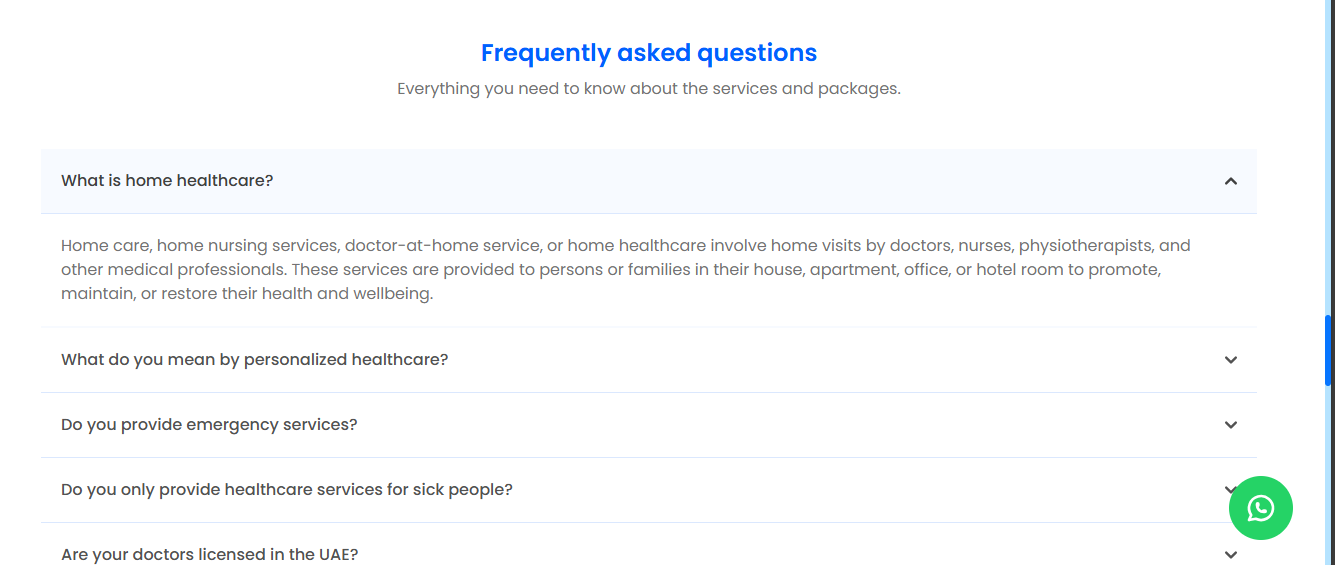 Frequently asked questions
Everything you need to know about the services and packages.
What is home healthcare?
Home care, home nursing services, doctor-at-home service, or home healthcare involve home visits by doctors, nurses, physiotherapists, and
other medical professionals. These services are provided to persons or families in their house, apartment, office, or hotel room to promote,
maintain, or restore their health and wellbeing.
What do you mean by personalized healthcare?
Do you provide emergency services?
Do you only provide healthcare services for sick people?
Are your doctors licensed in the UAE?